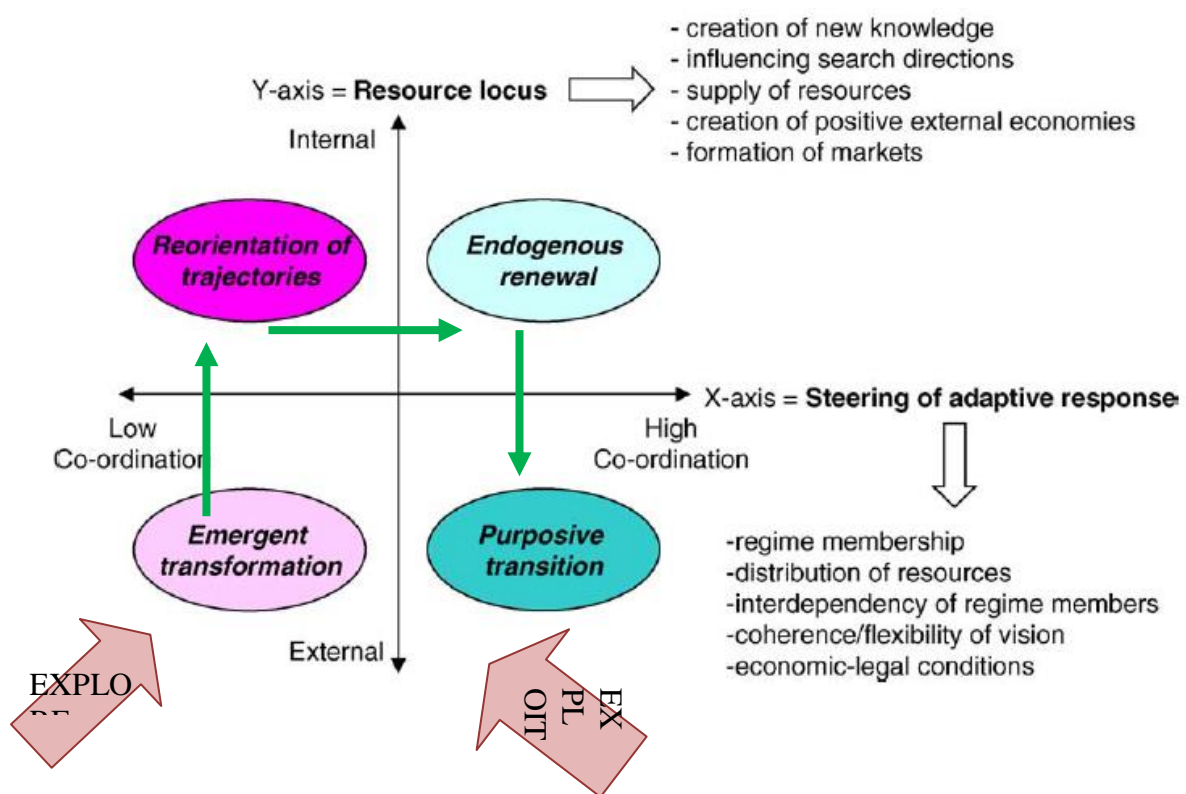 - creation of new knowledge
- influencing search directions
- supply of resources
- creation of positive external economies
- formation of markets
Y-axis = Resource locus
Internal
Reorientation of
trajectories
Endogenous
renewal
X-axis = Steering of adaptive response
Low
Co-ordination
High
Co-ordination
Emergent
transformation
Purposive
transition
-regime membership
-distribution of resources
-interdependency of regime members
-coherence/flexibility of vision
-economic-legal conditions
External
EXPLO
EX
PL
OIT